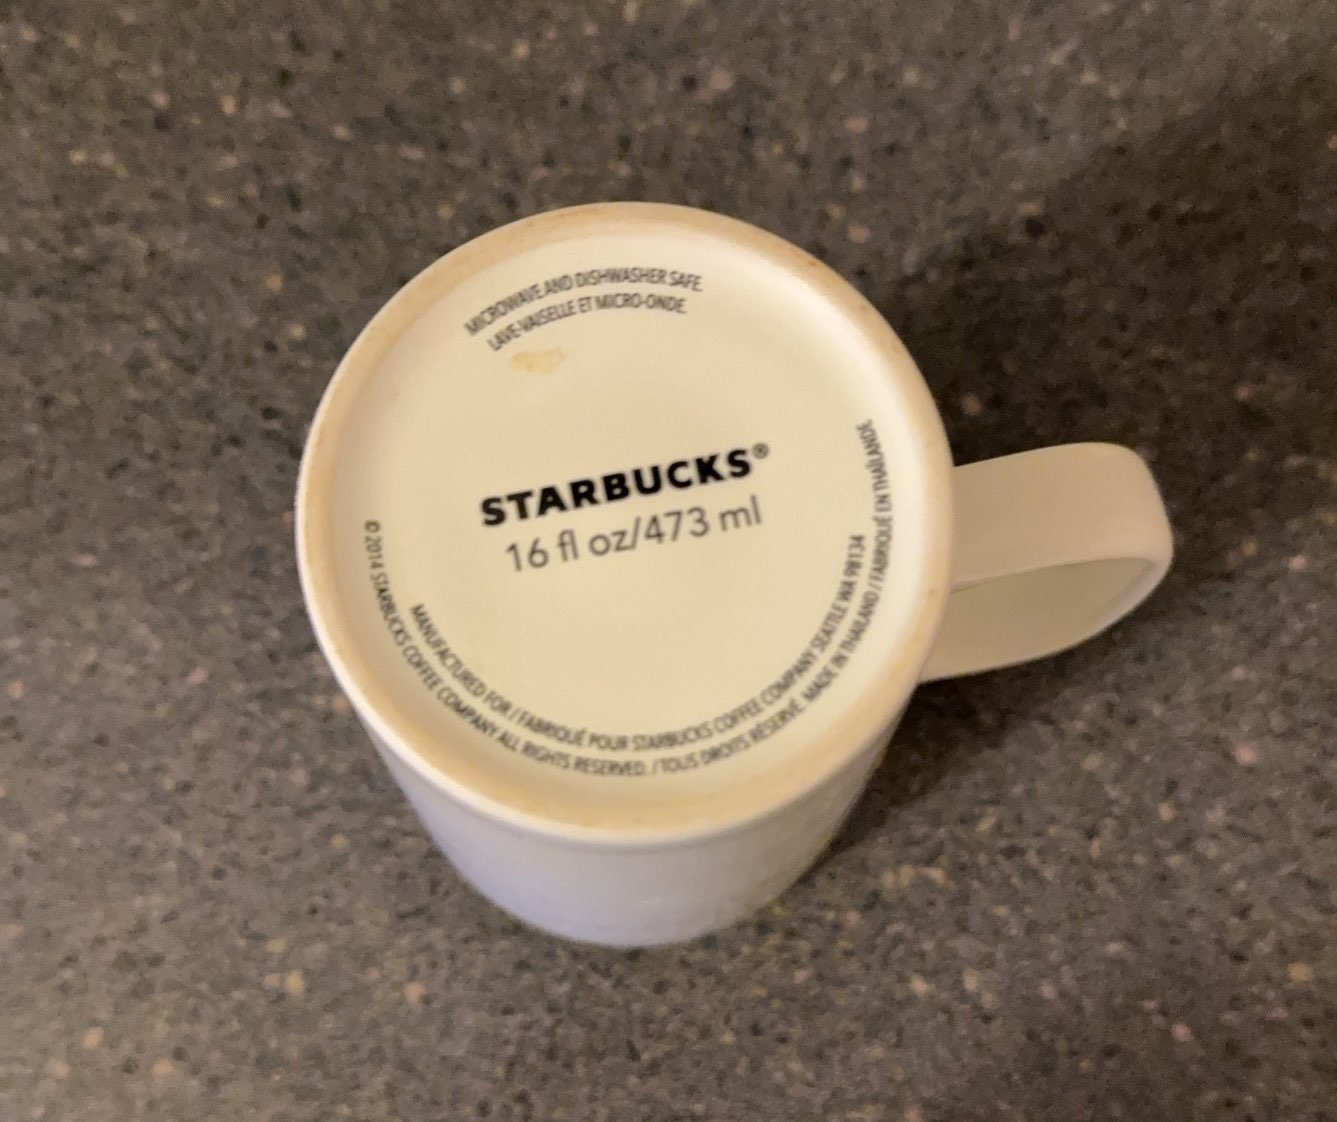 MICROWAVE AND DISHWASHER SAFE.
LAVE-VAISELLE ET MICRO-ONDE.
STARBUCKS®
16 fl oz/473 ml
MANUFACTURED FOR / FABRIQUÉ POUR STARBUCKS COFFEE COMPANY SEATTLE WA 98134
© 2014 STARBUCKS COFFEE COMPANY ALL RIGHTS RESERVED. / TOUS DROITS RÉSERVÉ. MADE IN THAILAND / FABRIQUÉ EN THAÏLANDE.